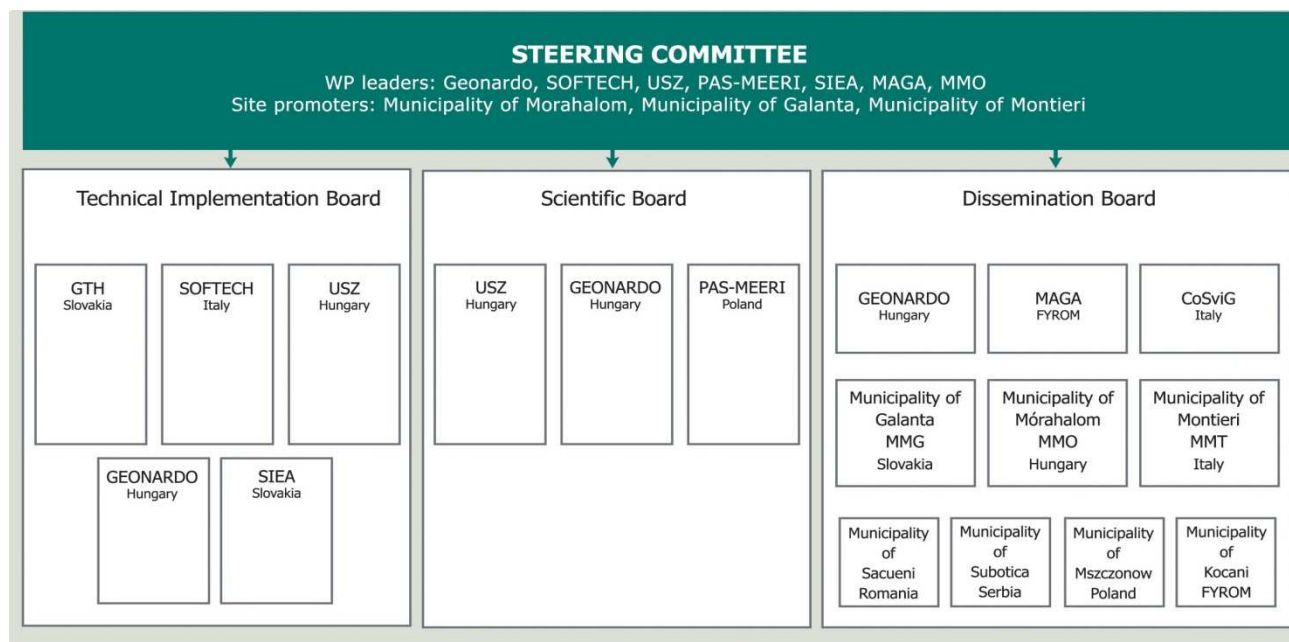 STEERING COMMITTEE
WP leaders: Geonardo, SOFTECH, USZ, PAS-MEERI, SIEA, MAGA, MMO
Site promoters: Municipality of Morahalom, Municipality of Galanta, Municipality of Montieri
Technical Implementation Board
GTH
Slovakia
SOFTECH
Italy
USZ
Hungary
GEONARDO
Hungary
SIEA
Slovakia
Scientific Board
USZ
Hungary
GEONARDO
Hungary
PAS-MEERI
Poland
Dissemination Board
GEONARDO
Hungary
MAGA
FYROM
CoSviG
Italy
Municipality of
Galanta
MMG
Slovakia
Municipality of
Mórahalom
MMO
Hungary
Municipality of
Montieri
MMT
Italy
Municipality
of
Sacueni
Romania
Municipality
of
Subotica
Serbia
Municipality
of
Mszczonow
Poland
Municipality
of
Kocani
FYROM